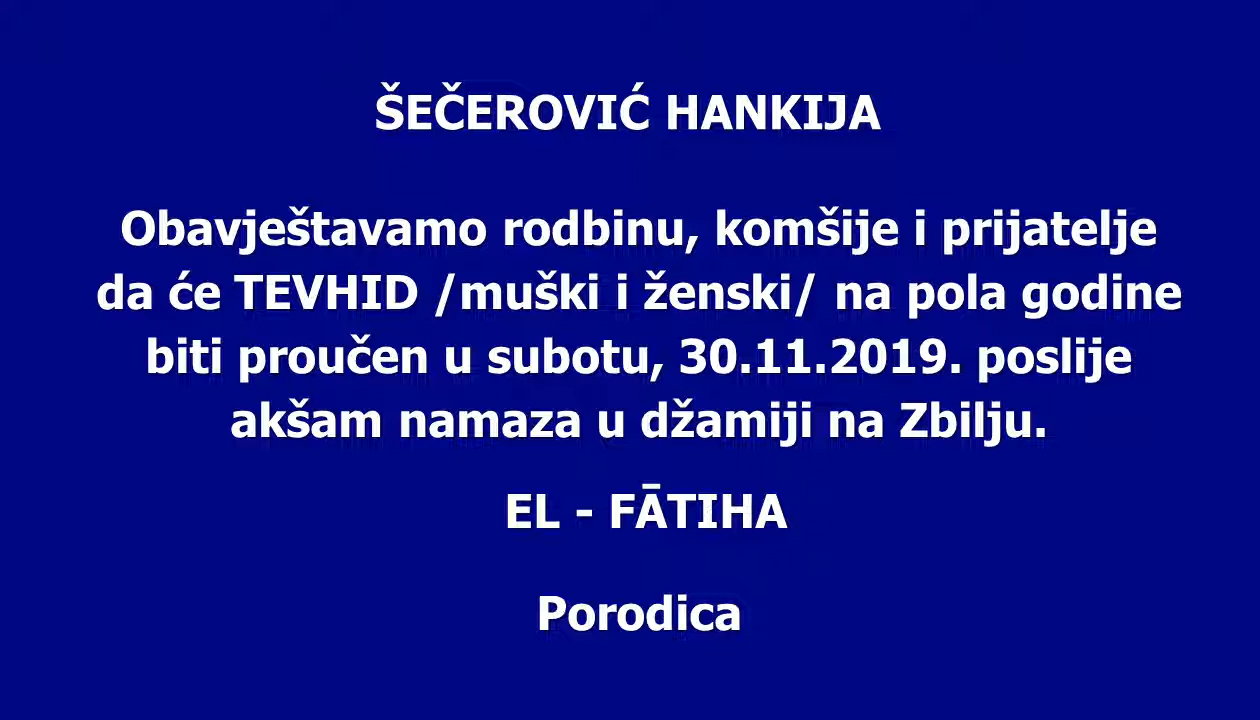 ŠEČEROVIĆ HANKIJA
Obavještavamo rodbinu, komšije i prijatelje
da će TEVHID /muški i ženski/ na pola godine
biti proučen u subotu, 30.11.2019. poslije
akšam namaza u džamiji na Zbilju.
EL - FĀTIHA
Porodica